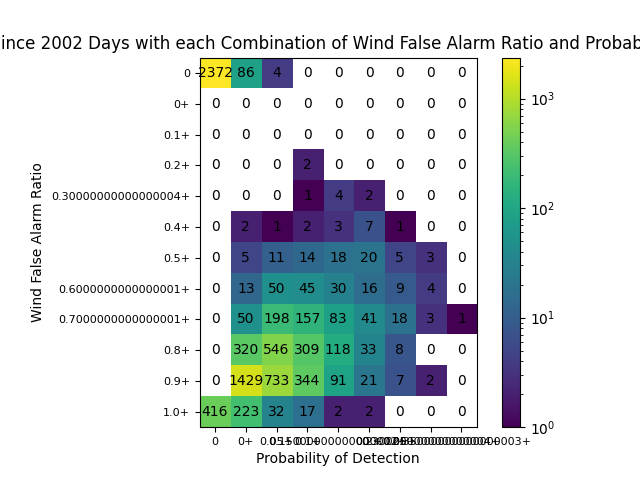 ince 2002 Days with each Combination of Wind False Alarm Ratio and Probab
0 2372 86 4 0 0 0 0 0 0
0+ 0 0 0 0 0 0 0 0 0
0.1+ 0 0 0 0 0 0 0 0 0
0.2+ 0 0 0 2 0 0 0 0 0
0.30000000000000004+ 0 0 0 1 4 2 0 0 0
0.4+ 0 2 1 2 3 7 1 0 0
0.5+ 0 5 11 14 18 20 5 3 0
0.6000000000000001+ 0 13 50 45 30 16 9 4 0
0.7000000000000001+ 0 50 198 157 83 41 18 3 1
0.8+ 0 320 546 309 118 33 8 0 0
0.9+ 0 1429 733 344 91 21 7 2 0
1.0+ 416 223 32 17 2 2 0 0 0
0 0+
Probability of Detection
Wind False Alarm Ratio
10³
10²
10¹
10⁰